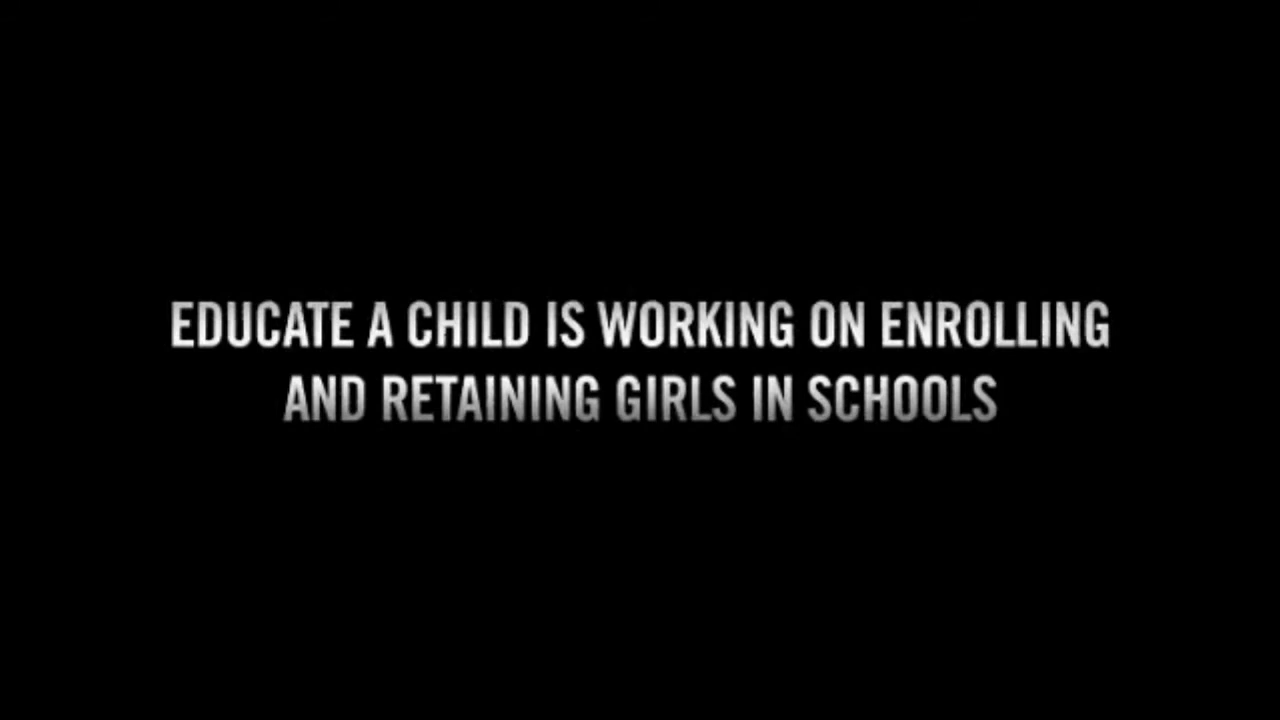 EDUCATE A CHILD IS WORKING ON ENROLLING
AND RETAINING GIRLS IN SCHOOLS